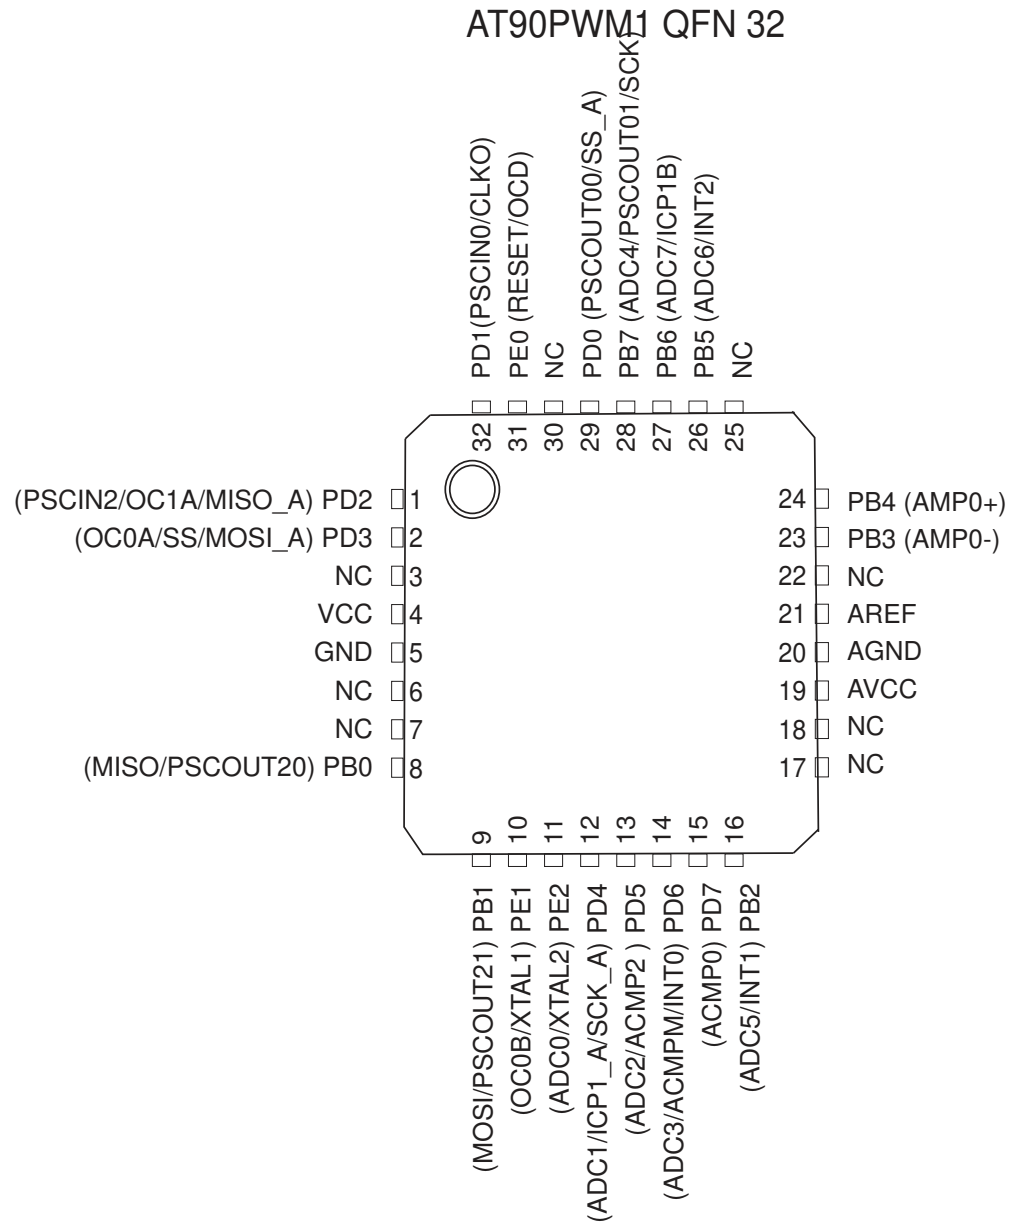 AT90PWM1 QFN 32
PD1(PSCIN0/CLKO)
PE0 (RESET/OCD)
NC
PD0 (PSCOUT00/SS_A)
PB7 (ADC4/PSCOUT01/SCK)
PB6 (ADC7/ICP1B)
PB5 (ADC6/INT2)
NC
32
31
30
29
28
27
26
25
(PSCIN2/OC1A/MISO_A) PD2 1
(OC0A/SS/MOSI_A) PD3 2
NC 3
VCC 4
GND 5
NC 6
NC 7
(MISO/PSCOUT20) PB0 8
24 PB4 (AMP0+)
23 PB3 (AMP0-)
22 NC
21 AREF
20 AGND
19 AVCC
18 NC
17 NC
9
10
11
12
13
14
15
16
(MOSI/PSCOUT21) PB1
(OC0B/XTAL1) PE1
(ADC0/XTAL2) PE2
(ADC1/ICP1_A/SCK_A) PD4
(ADC2/ACMP2 ) PD5
(ADC3/ACMPM/INT0) PD6
(ACMP0) PD7
(ADC5/INT1) PB2